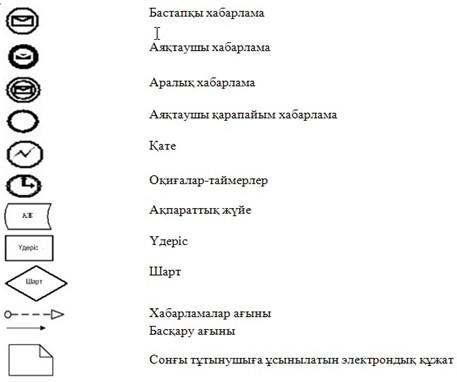 Бастапқы хабарлама
Аяқтаушы хабарлама
Аралық хабарлама
Аяқтаушы қарапайым хабарлама
Қате
Оқиғалар-таймерлер
АЖ Ақпараттық жүйе
Үдеріс Үдеріс
Шарт Шарт
Хабарламалар ағыны
Басқару ағыны
Соңғы тұтынушыға ұсынылатын электрондық құжат